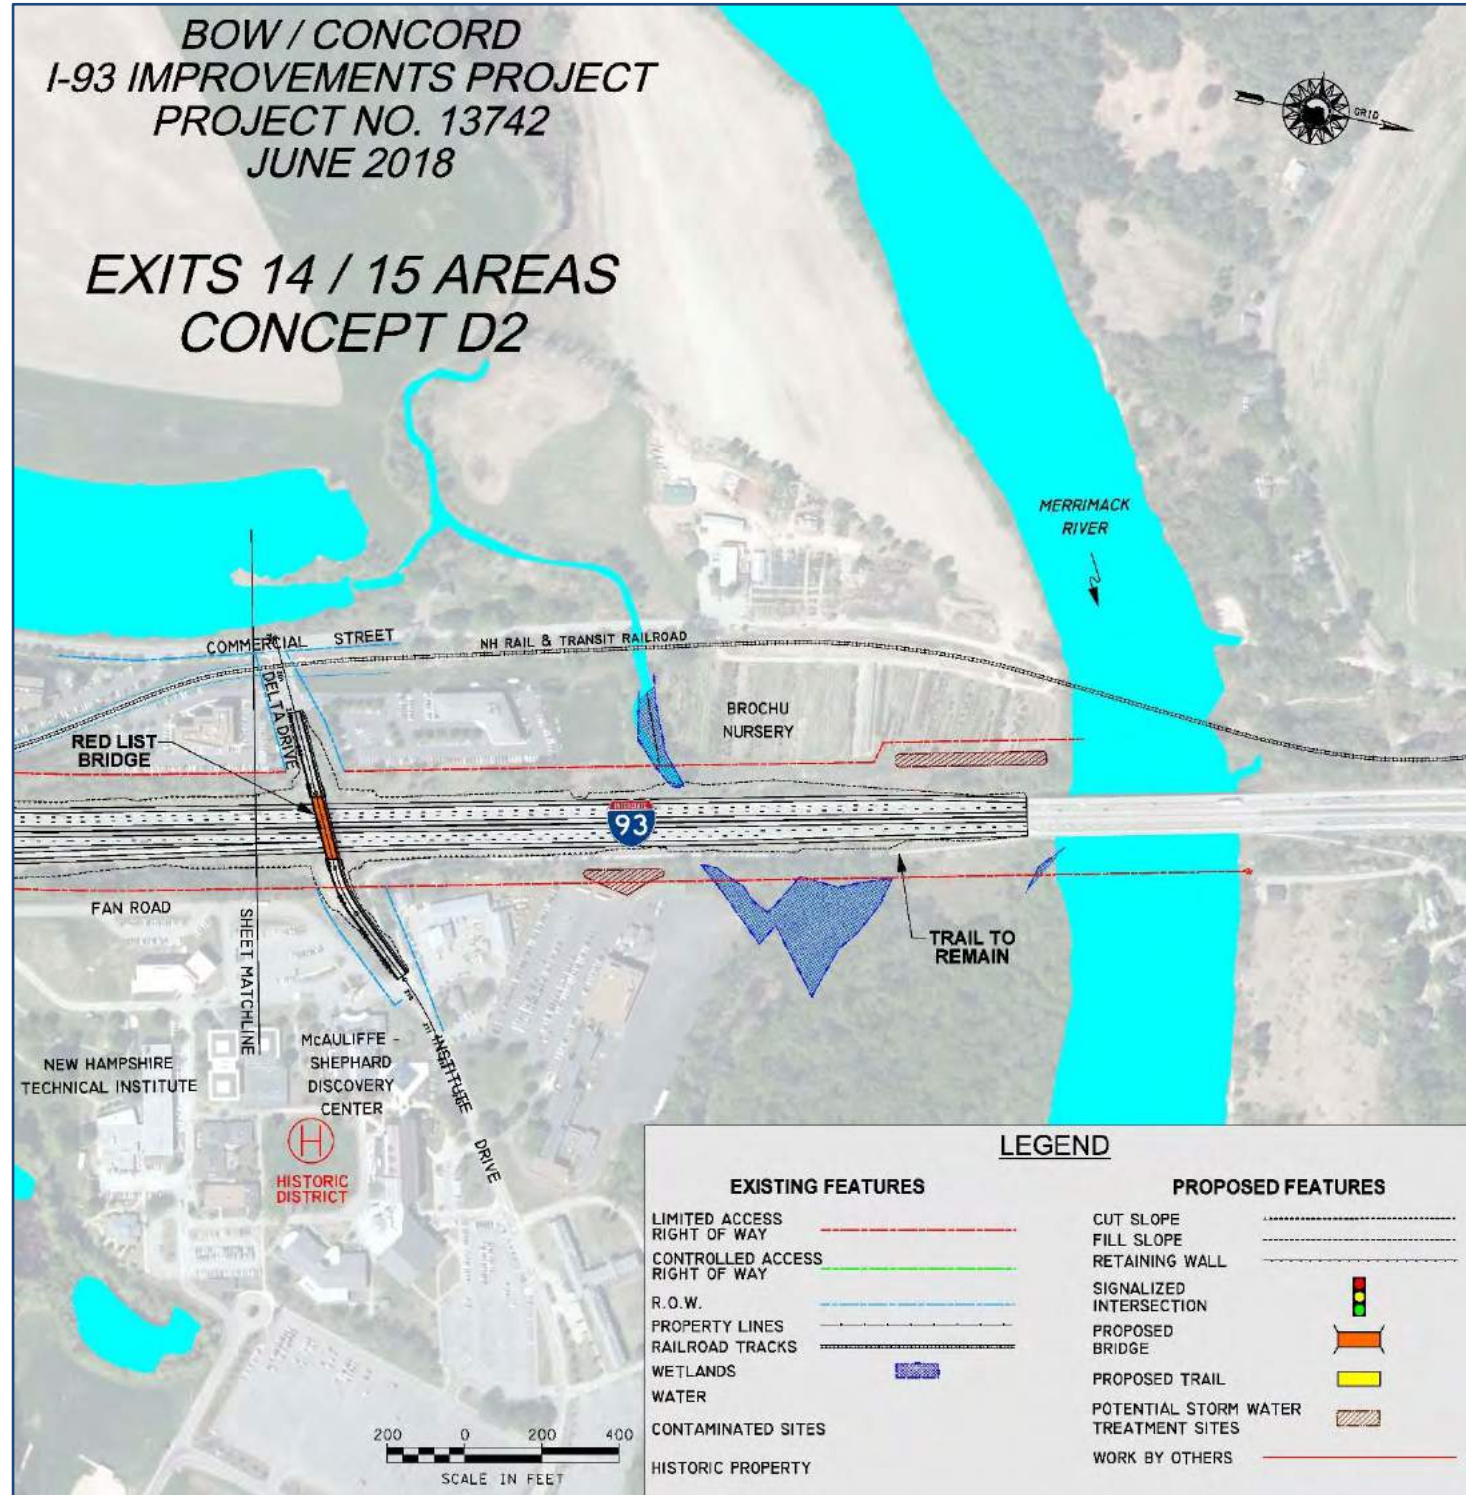 BOW / CONCORD
I-93 IMPROVEMENTS PROJECT
PROJECT NO. 13742
JUNE 2018
EXITS 14 / 15 AREAS
CONCEPT D2
GRID
MERRIMACK
RIVER
COMMERCIAL STREET
NH RAIL & TRANSIT RAILROAD
DELTA DRIVE
RED LIST
BRIDGE
BROCHU
NURSERY
INTERSTATE
93
FAN ROAD
SHEET MATCHLINE
TRAIL TO
REMAIN
NEW HAMPSHIRE
TECHNICAL INSTITUTE
McAULIFFE -
SHEPHARD
DISCOVERY
CENTER
INSTITUTE DRIVE
H
HISTORIC
DISTRICT
200 0 200 400
SCALE IN FEET
LEGEND
EXISTING FEATURES
LIMITED ACCESS
RIGHT OF WAY
CONTROLLED ACCESS
RIGHT OF WAY
R.O.W.
PROPERTY LINES
RAILROAD TRACKS
WETLANDS
WATER
CONTAMINATED SITES
HISTORIC PROPERTY
PROPOSED FEATURES
CUT SLOPE
FILL SLOPE
RETAINING WALL
SIGNALIZED
INTERSECTION
PROPOSED
BRIDGE
PROPOSED TRAIL
POTENTIAL STORM WATER
TREATMENT SITES
WORK BY OTHERS